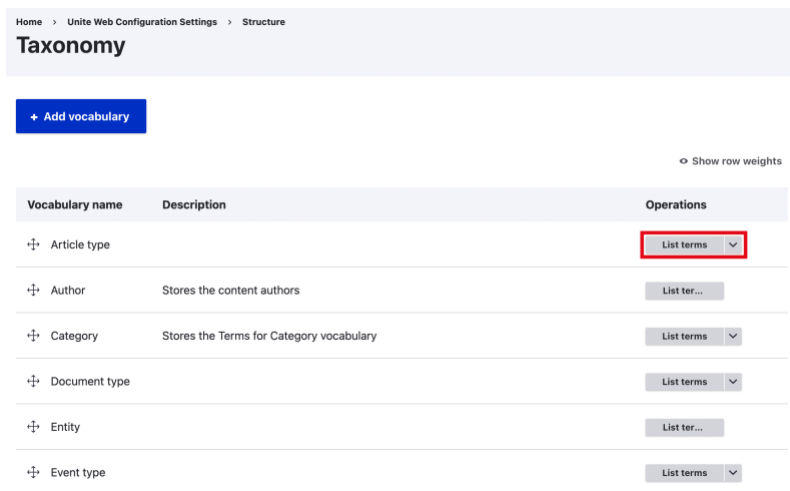 Home > Unite Web Configuration Settings > Structure
Taxonomy
+ Add vocabulary
Show row weights
Vocabulary name Description Operations
Article type List terms
Author Stores the content authors List ter...
Category Stores the Terms for Category vocabulary List terms
Document type List terms
Entity List ter...
Event type List terms